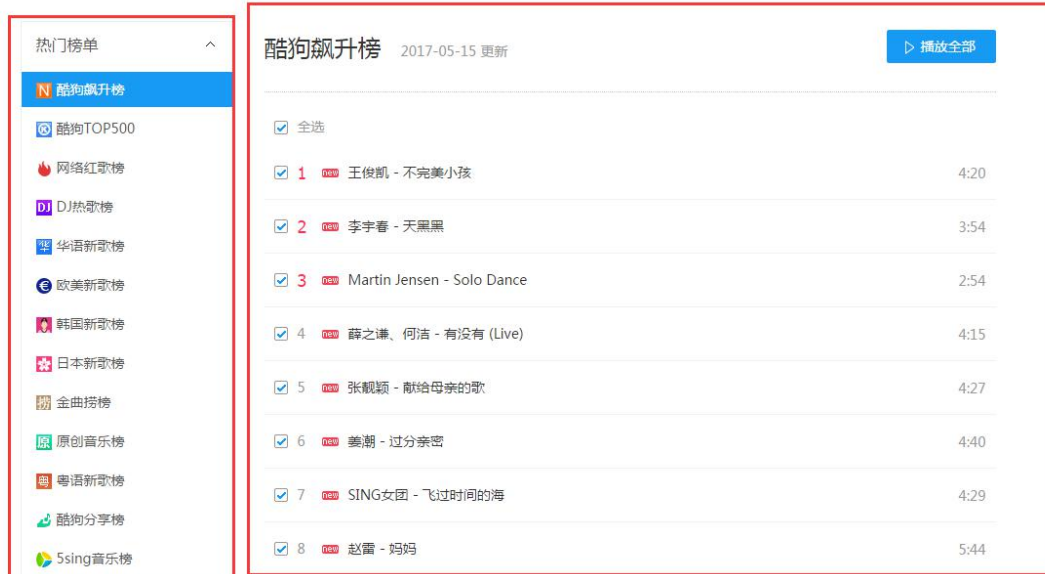 热门榜单
N 酷狗飙升榜
酷狗TOP500
网络红歌榜
DJ DJ热歌榜
华 华语新歌榜
€ 欧美新歌榜
韩国新歌榜
日本新歌榜
捞 金曲捞榜
原 原创音乐榜
粤 粤语新歌榜
酷狗分享榜
5sing音乐榜
酷狗飙升榜 2017-05-15 更新
播放全部
全选
1 new 王俊凯 - 不完美小孩 4:20
2 new 李宇春 - 天黑黑 3:54
3 new Martin Jensen - Solo Dance 2:54
4 new 薛之谦、何洁 - 有没有 (Live) 4:15
5 new 张靓颖 - 献给母亲的歌 4:27
6 new 姜潮 - 过分亲密 4:40
7 new SING女团 - 飞过时间的海 4:29
8 new 赵雷 - 妈妈 5:44